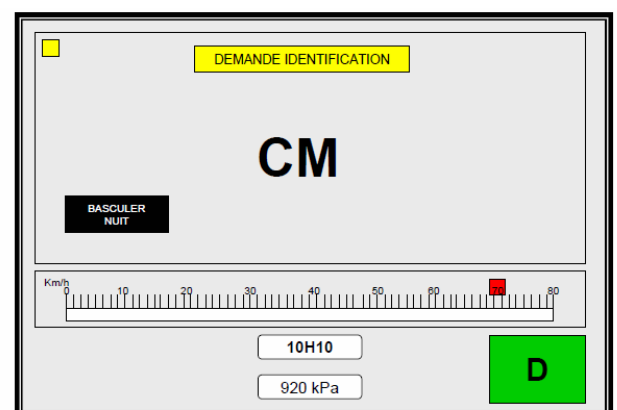 DEMANDE IDENTIFICATION
CM
BASCULER
NUIT
Km/h
0 10 20 30 40 50 60 70 80
10H10
920 kPa
D